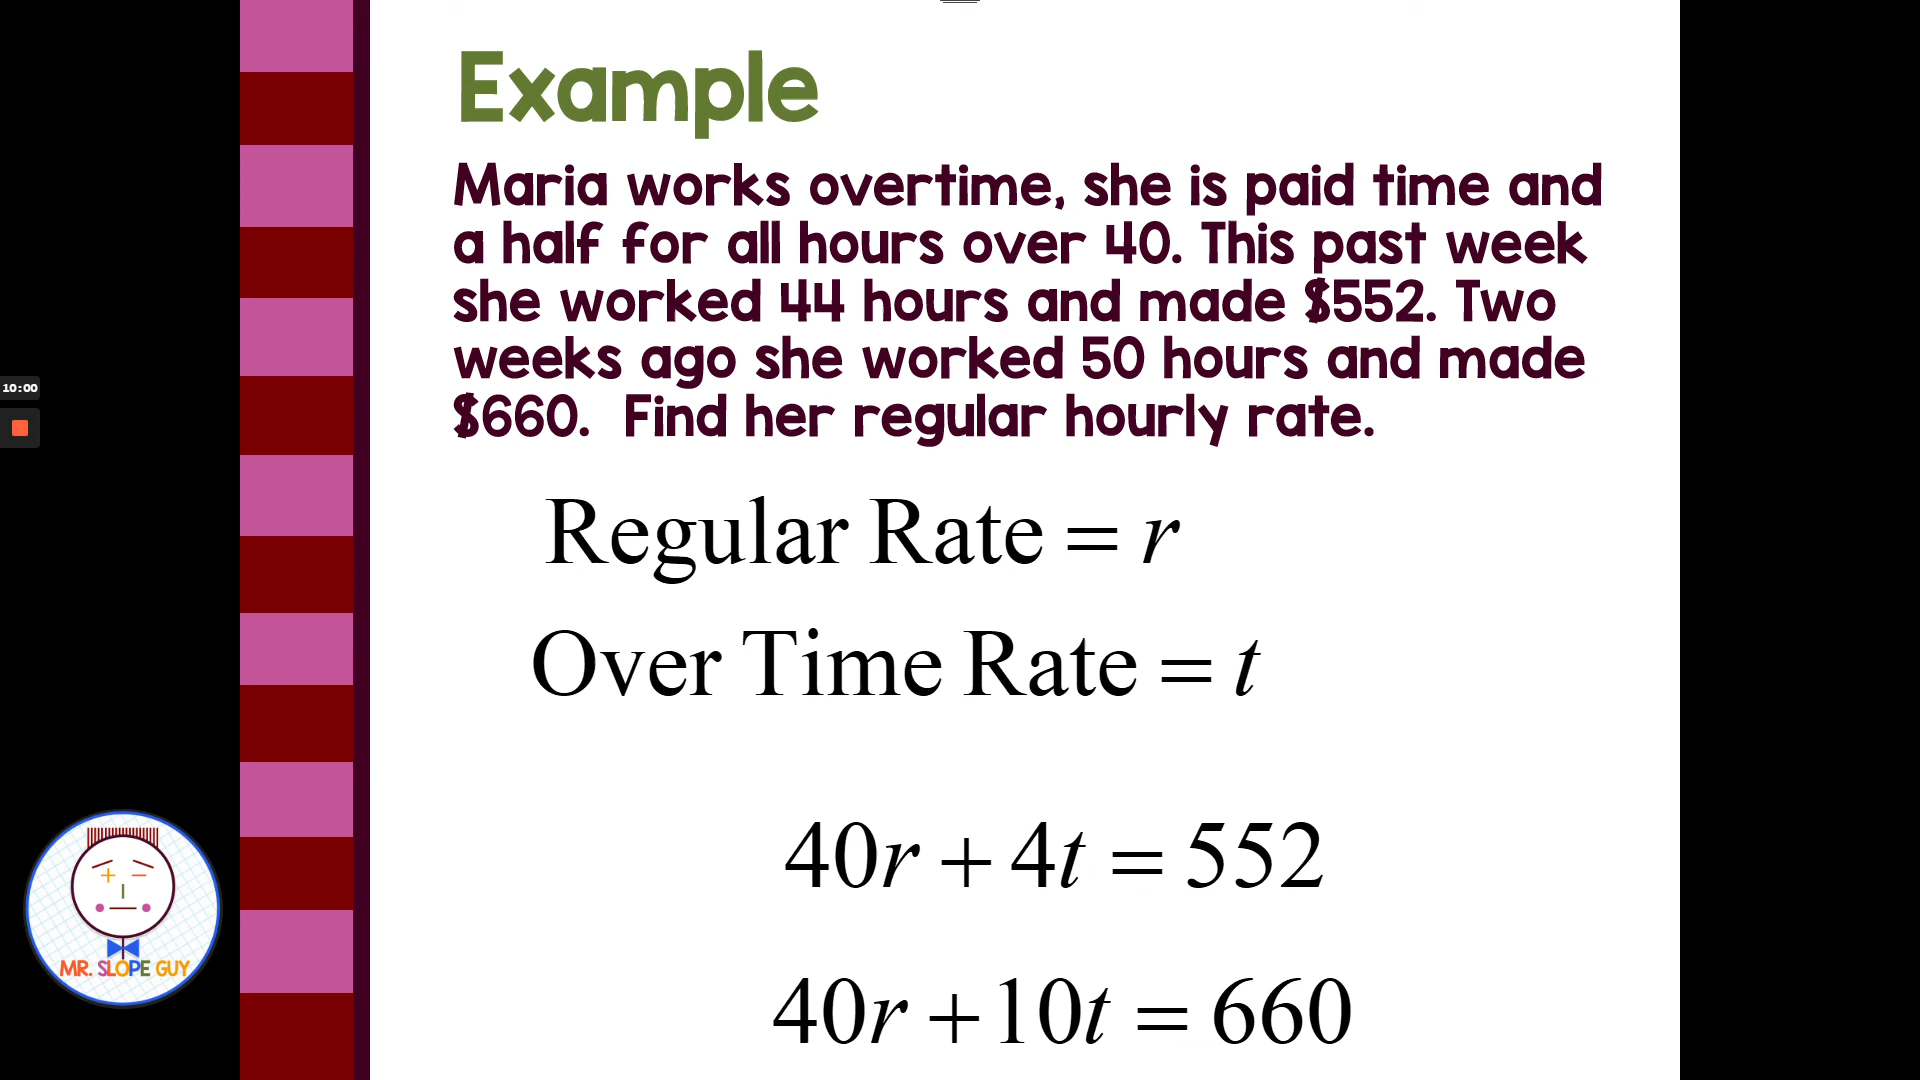 Example
Maria works overtime, she is paid time and
a half for all hours over 40. This past week
she worked 44 hours and made $552. Two
weeks ago she worked 50 hours and made
$660. Find her regular hourly rate.
Regular Rate = r
Over Time Rate = t
40r + 4t = 552
40r + 10t = 660
10:00
MR. SLOPE GUY